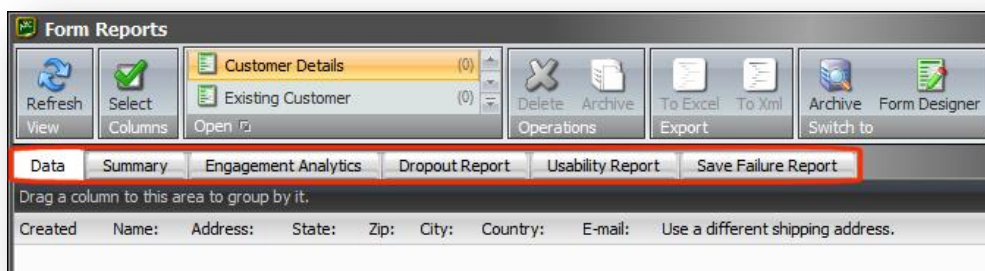 Form Reports
Customer Details (0)
Existing Customer (0)
Refresh Select Delete Archive To Excel To Xml Archive Form Designer
View Columns Open Operations Export Switch to
Data Summary Engagement Analytics Dropout Report Usability Report Save Failure Report
Drag a column to this area to group by it.
Created Name: Address: State: Zip: City: Country: E-mail: Use a different shipping address.